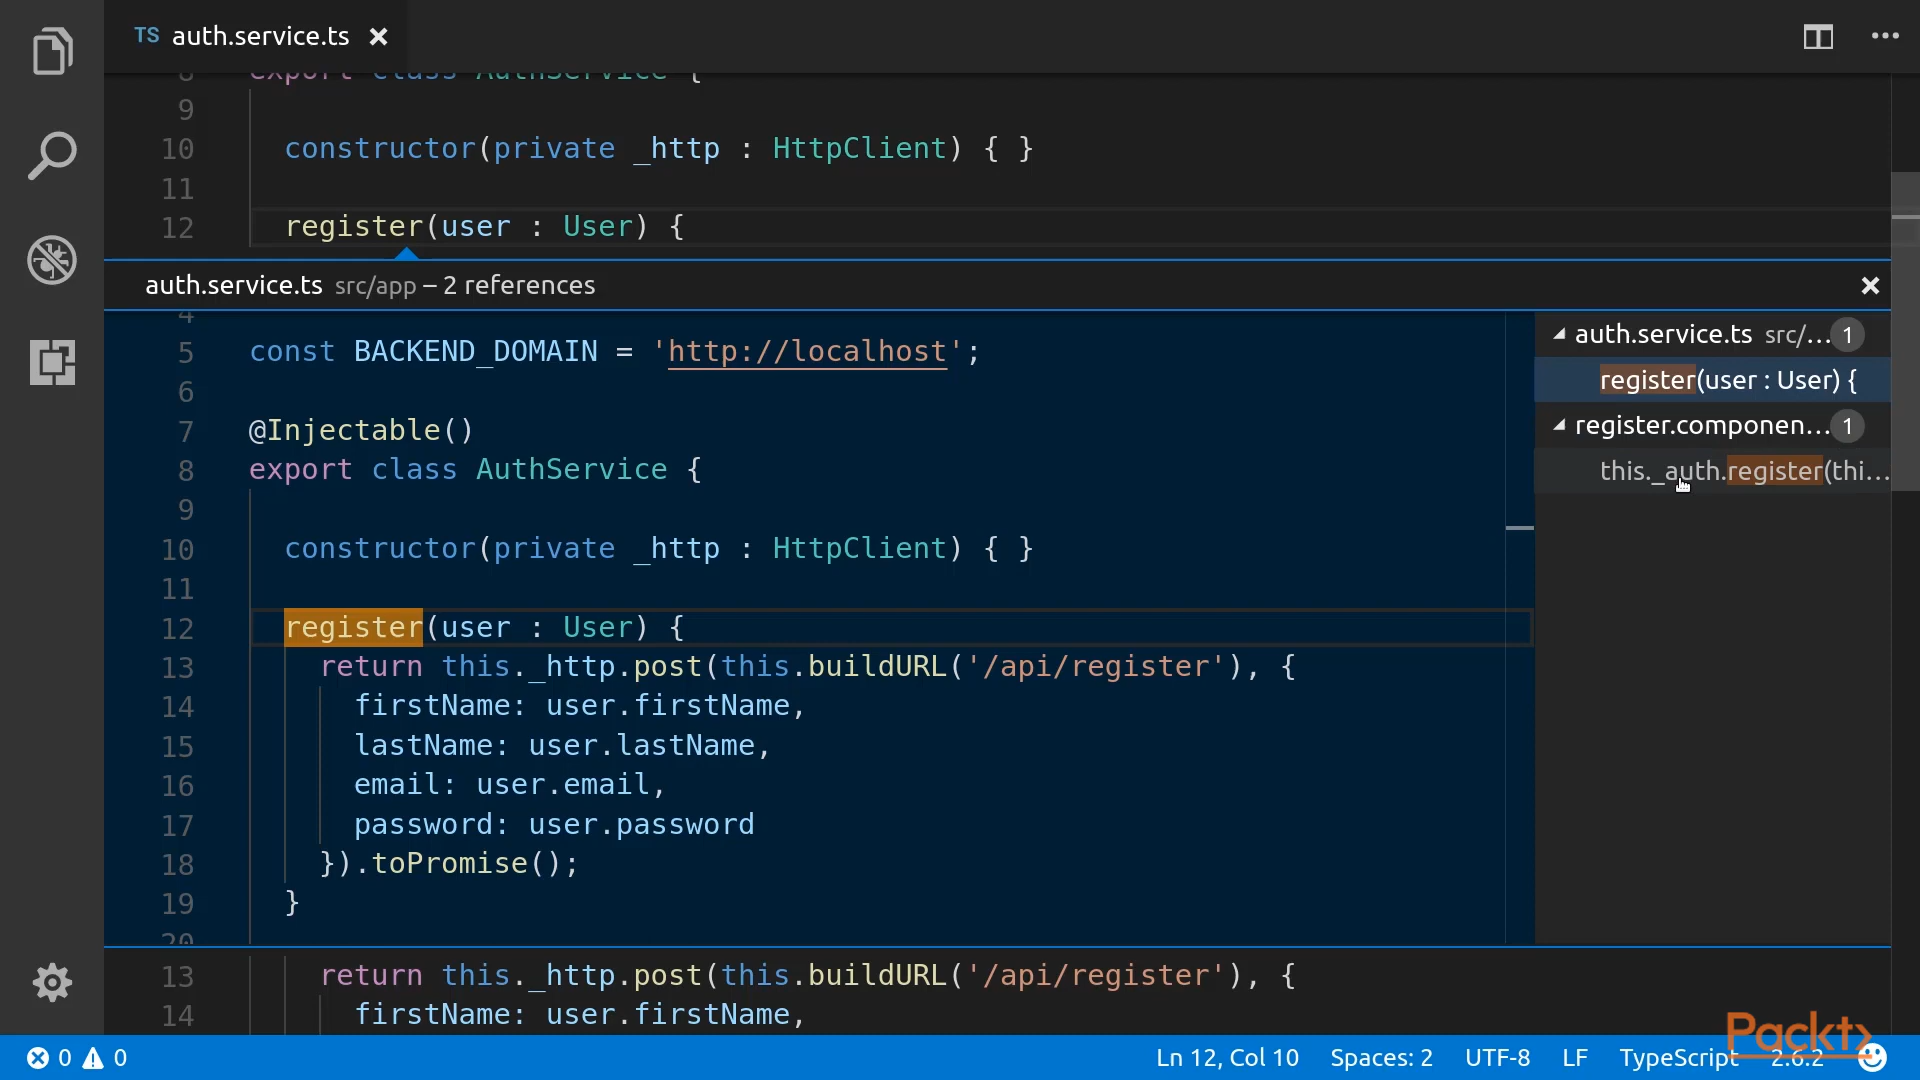 TS auth.service.ts
8 export class AuthService {
9
10 constructor(private _http : HttpClient) { }
11
12 register(user : User) {
auth.service.ts src/app – 2 references
4
5 const BACKEND_DOMAIN = 'http://localhost';
6
7 @Injectable()
8 export class AuthService {
9
10 constructor(private _http : HttpClient) { }
11
12 register(user : User) {
13 return this._http.post(this.buildURL('/api/register'), {
14 firstName: user.firstName,
15 lastName: user.lastName,
16 email: user.email,
17 password: user.password
18 }).toPromise();
19 }
20
auth.service.ts src/... 1
register(user : User) {
register.componen... 1
this._auth.register(thi...
13 return this._http.post(this.buildURL('/api/register'), {
14 firstName: user.firstName,
Packt
0 0 Ln 12, Col 10 Spaces: 2 UTF-8 LF TypeScript 2.6.2